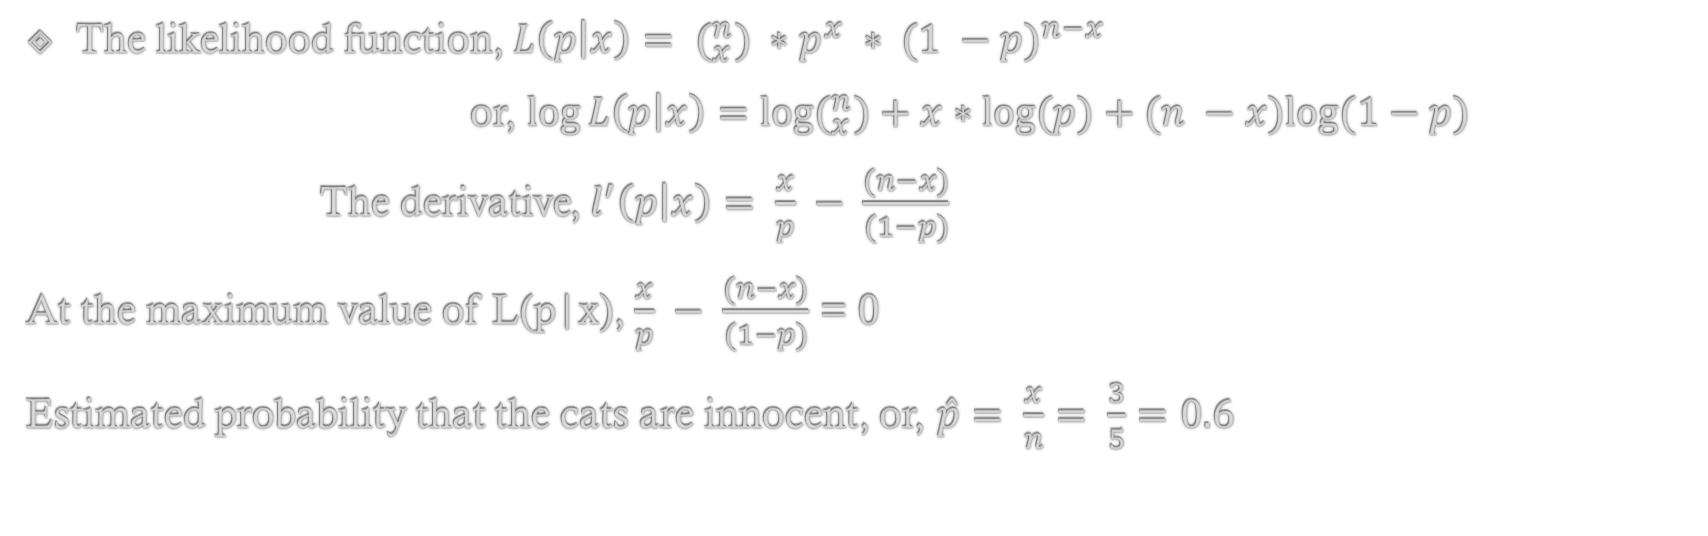 ❖ The likelihood function, L(p|x) = (n x) * p^x * (1 − p)^{n−x}
or, log L(p|x) = log(n x) + x * log(p) + (n − x)log(1 − p)
The derivative, l′(p|x) = x/p − (n−x)/(1−p)
At the maximum value of L(p|x), x/p − (n−x)/(1−p) = 0
Estimated probability that the cats are innocent, or, p̂ = x/n = 3/5 = 0.6